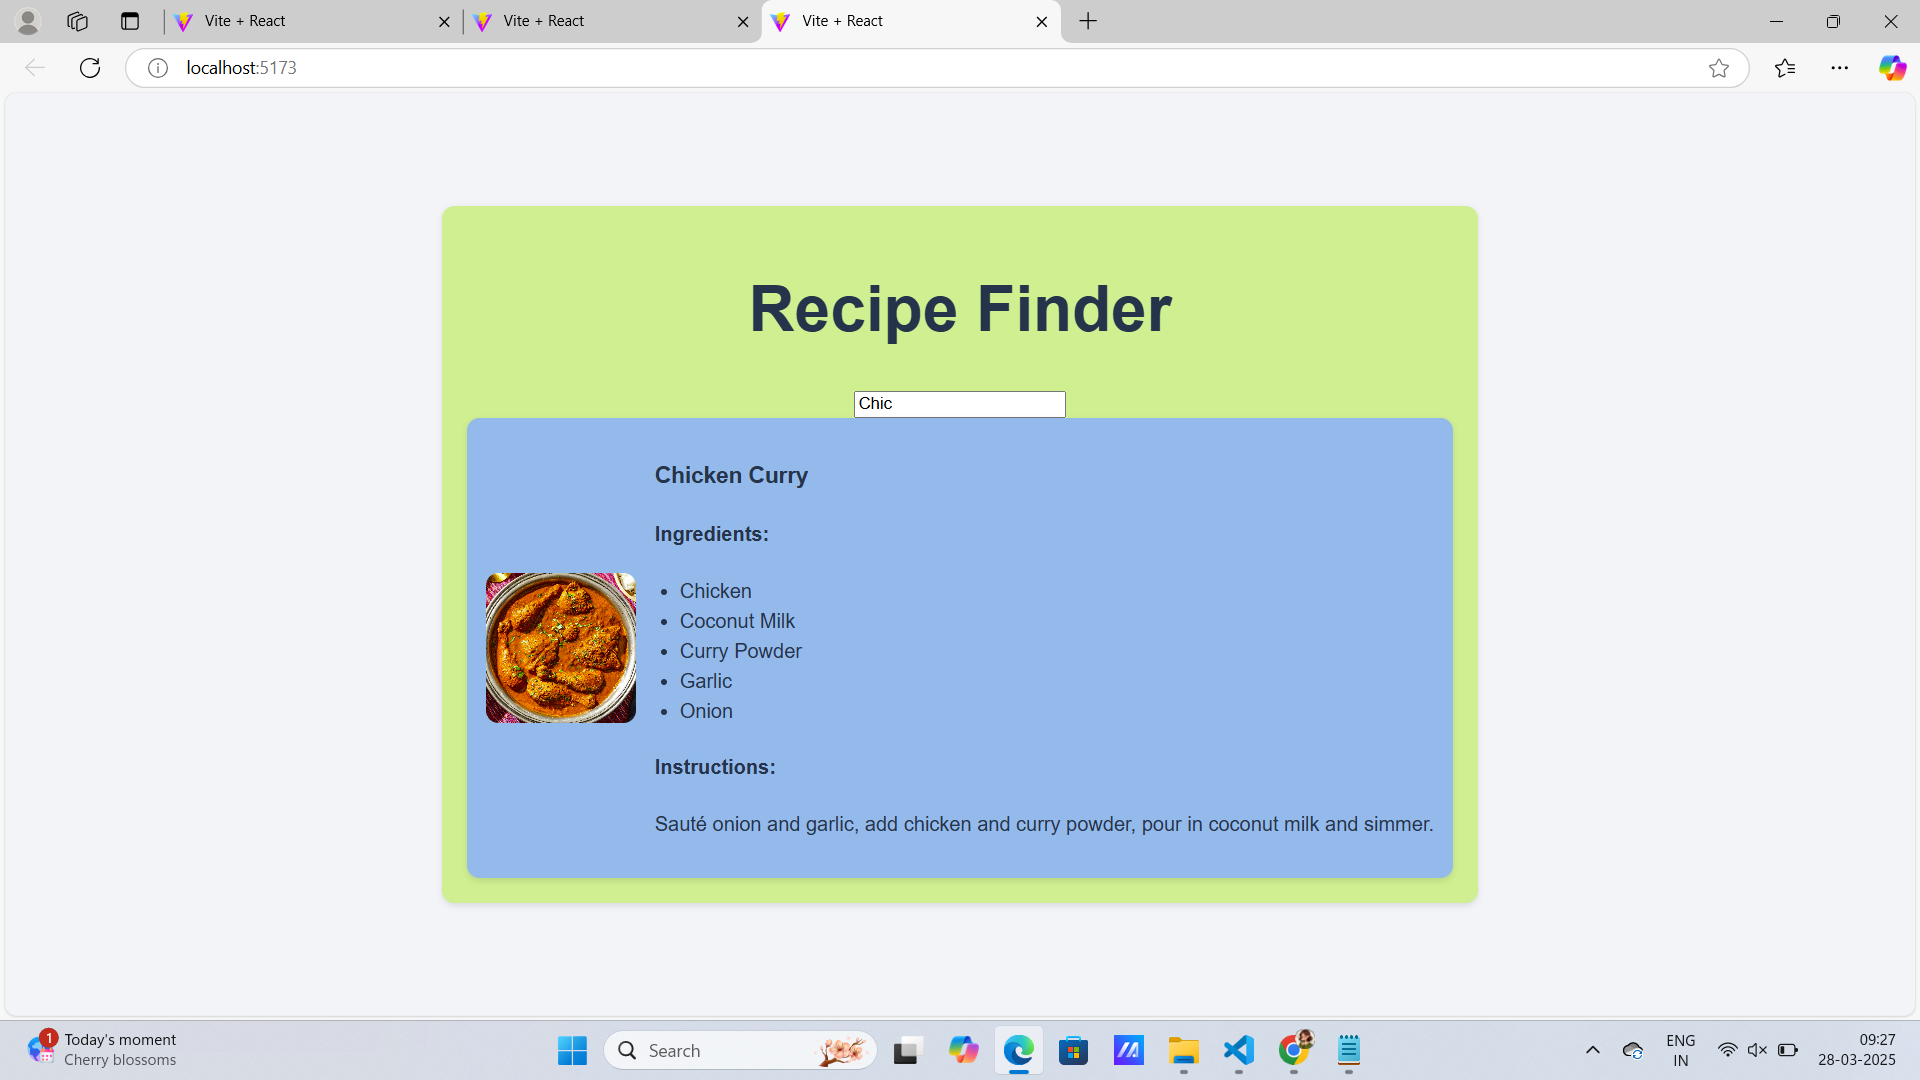 Vite + React
Vite + React
Vite + React
localhost:5173
Recipe Finder
Chic
Chicken Curry
Ingredients:
Chicken
Coconut Milk
Curry Powder
Garlic
Onion
Instructions:
Sauté onion and garlic, add chicken and curry powder, pour in coconut milk and simmer.
1
Today's moment
Cherry blossoms
Search
ENG
IN
09:27
28-03-2025